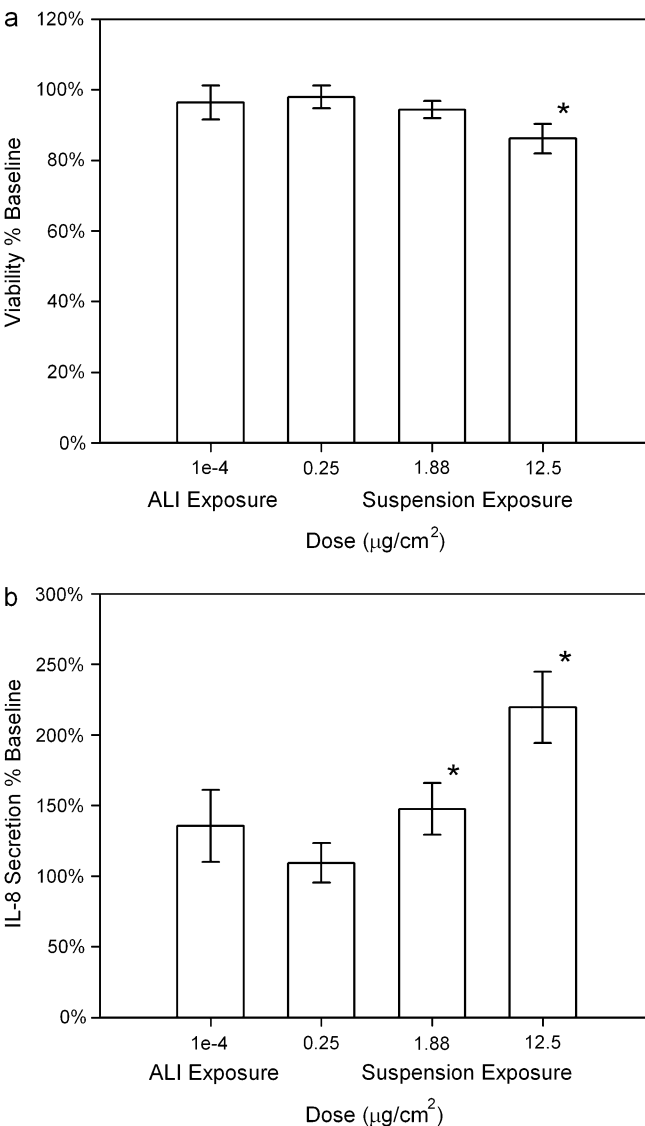 a
120%
100%
80%
60%
40%
20%
0%
Viability % Baseline
*
1e-4 0.25 1.88 12.5
ALI Exposure Suspension Exposure
Dose (μg/cm²)
b
300%
250%
200%
150%
100%
50%
0%
IL-8 Secretion % Baseline
*
*
1e-4 0.25 1.88 12.5
ALI Exposure Suspension Exposure
Dose (μg/cm²)